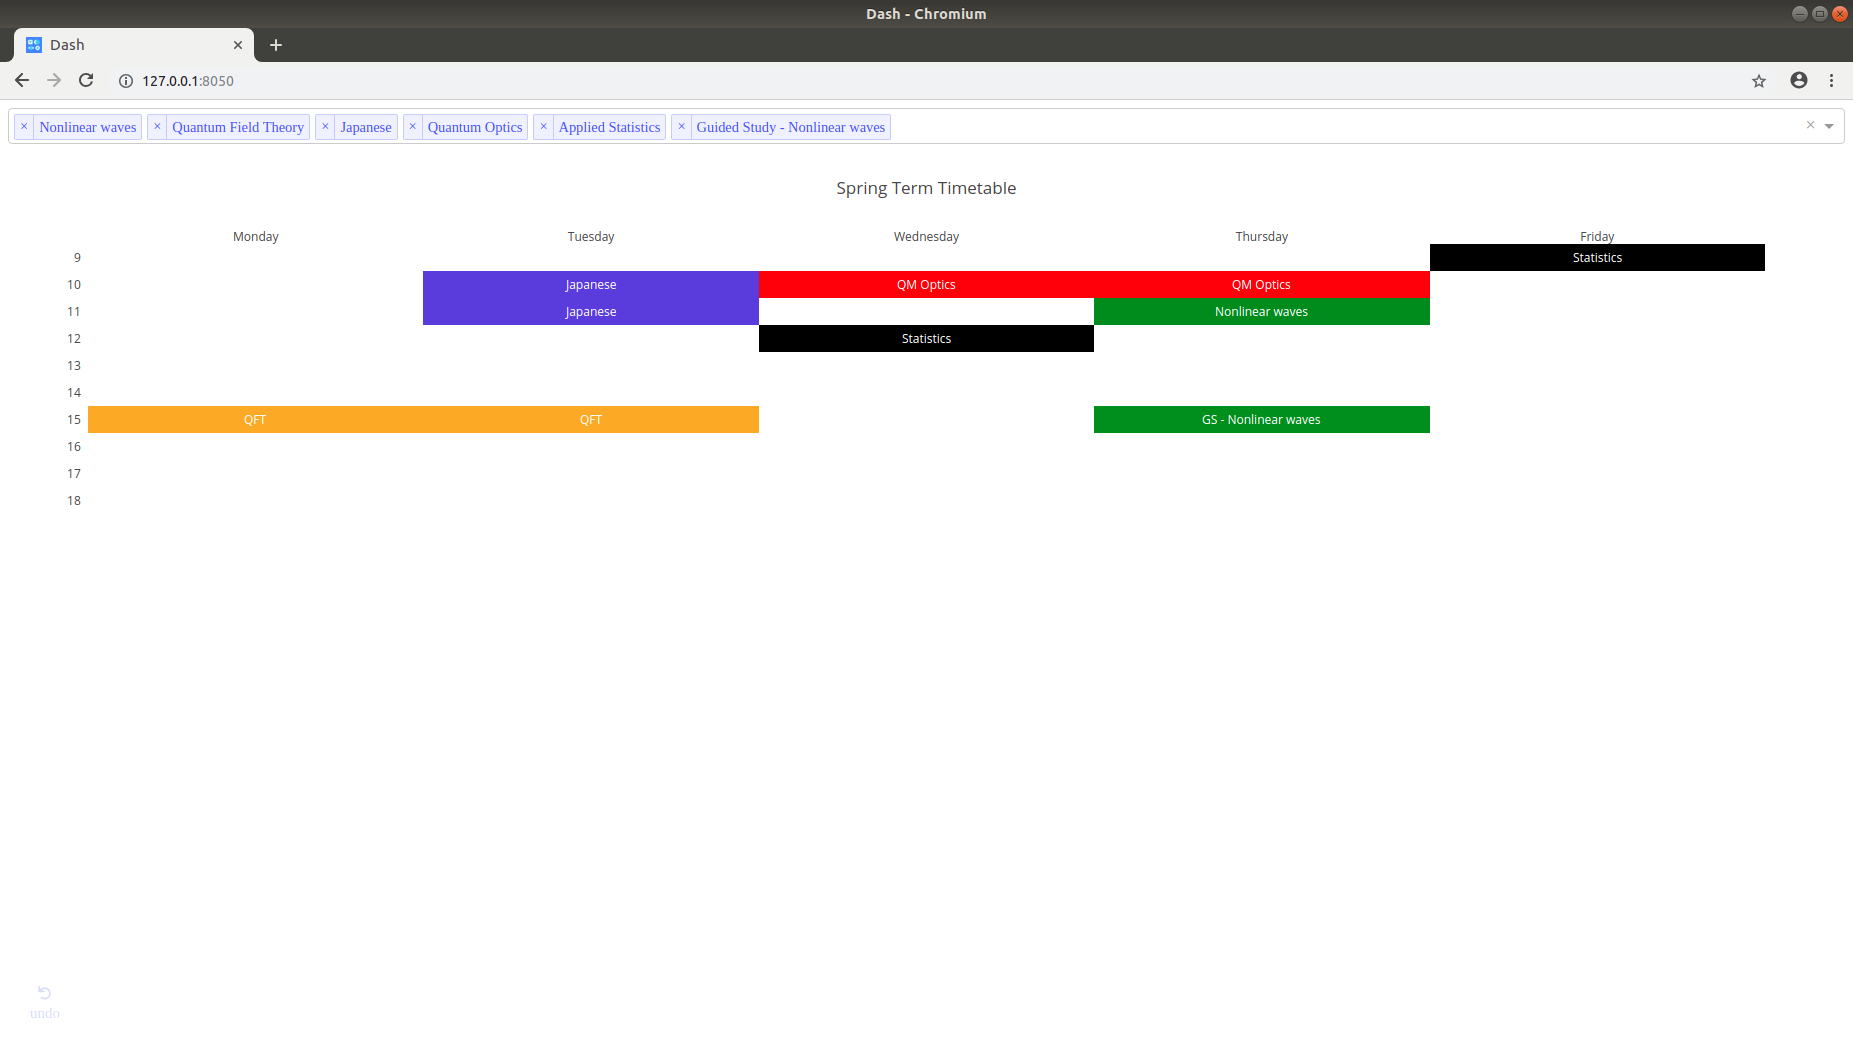 Dash - Chromium
Dash
127.0.0.1:8050
× Nonlinear waves × Quantum Field Theory × Japanese × Quantum Optics × Applied Statistics × Guided Study - Nonlinear waves ×
Spring Term Timetable
Monday Tuesday Wednesday Thursday Friday
9 Statistics
10 Japanese QM Optics QM Optics
11 Japanese Nonlinear waves
12 Statistics
13
14
15 QFT QFT GS - Nonlinear waves
16
17
18
undo